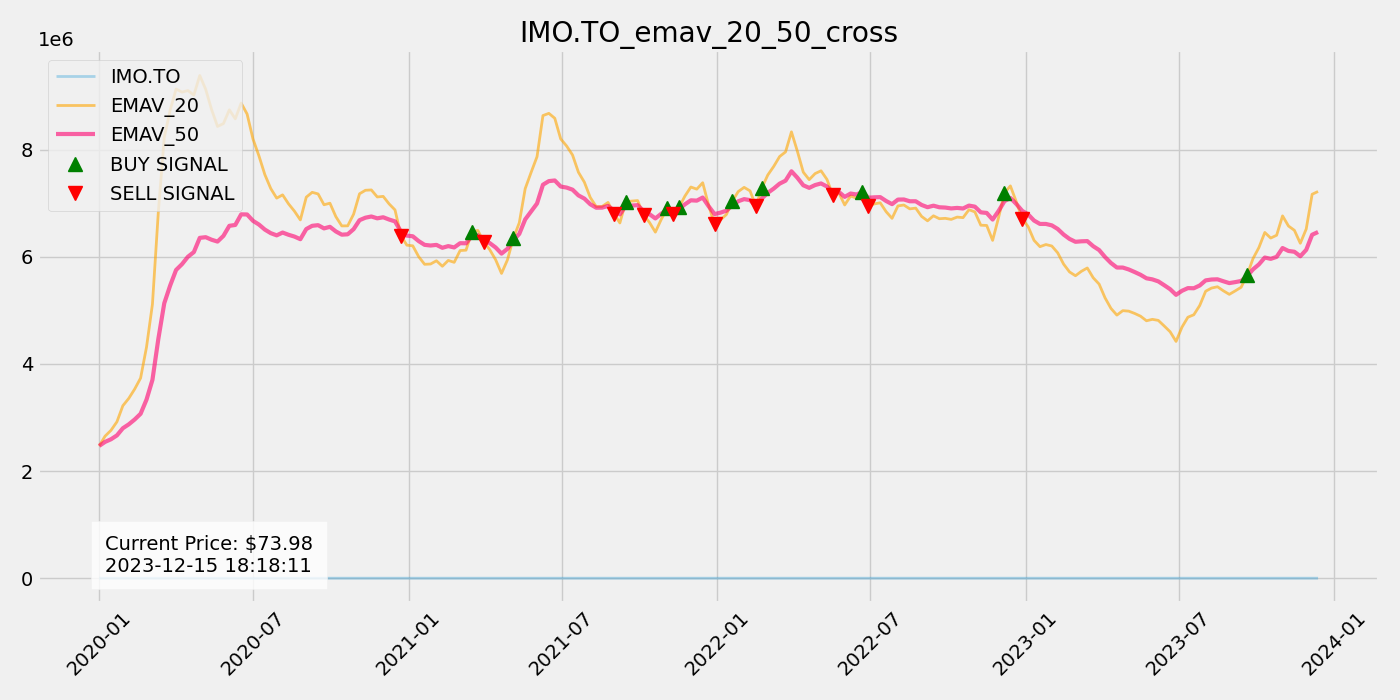 IMO.TO_emav_20_50_cross
1e6
IMO.TO
EMAV_20
EMAV_50
BUY SIGNAL
SELL SIGNAL
8
6
4
2
0
Current Price: $73.98
2023-12-15 18:18:11
2020-01
2020-07
2021-01
2021-07
2022-01
2022-07
2023-01
2023-07
2024-01